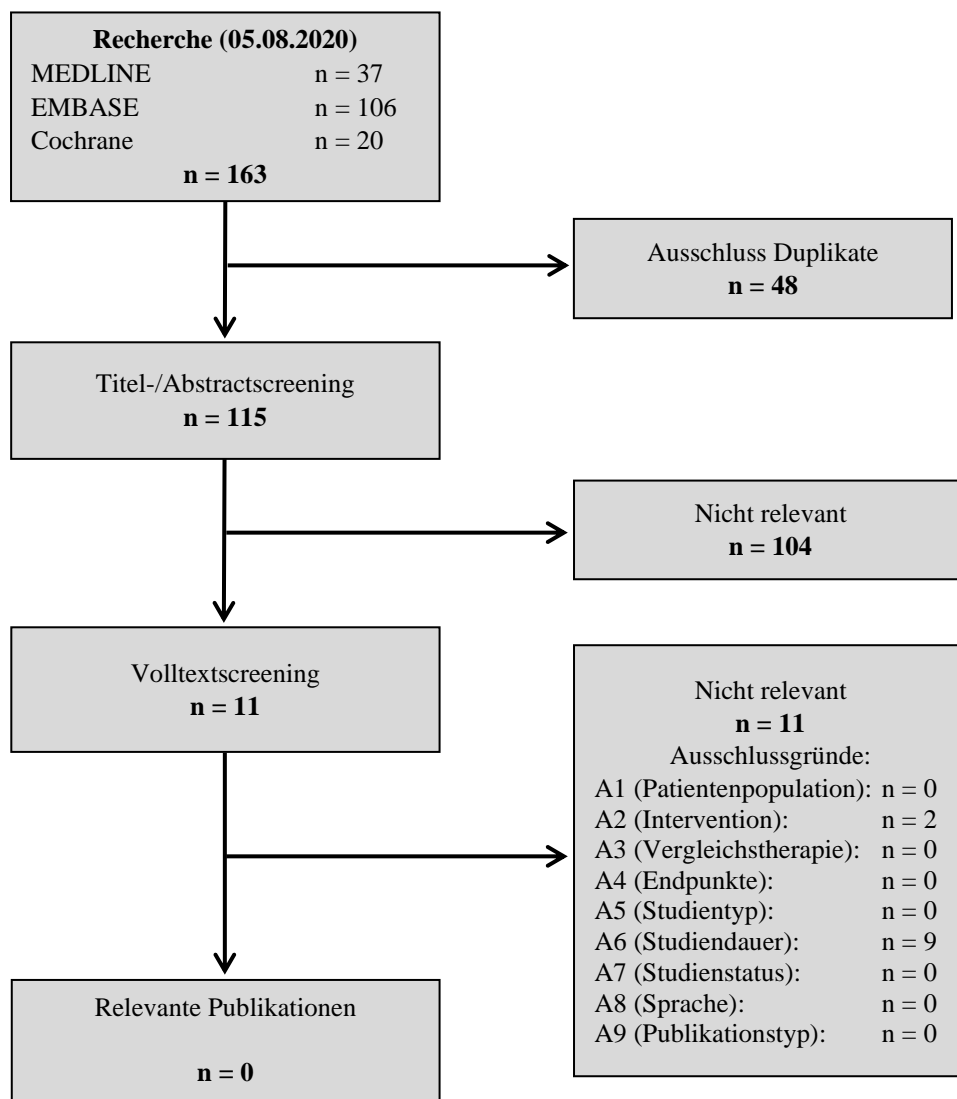 Recherche (05.08.2020)
MEDLINE n = 37
EMBASE n = 106
Cochrane n = 20
n = 163
Ausschluss Duplikate
n = 48
Titel-/Abstractscreening
n = 115
Nicht relevant
n = 104
Volltextscreening
n = 11
Nicht relevant
n = 11
Ausschlussgründe:
A1 (Patientenpopulation): n = 0
A2 (Intervention): n = 2
A3 (Vergleichstherapie): n = 0
A4 (Endpunkte): n = 0
A5 (Studientyp): n = 0
A6 (Studiendauer): n = 9
A7 (Studienstatus): n = 0
A8 (Sprache): n = 0
A9 (Publikationstyp): n = 0
Relevante Publikationen
n = 0